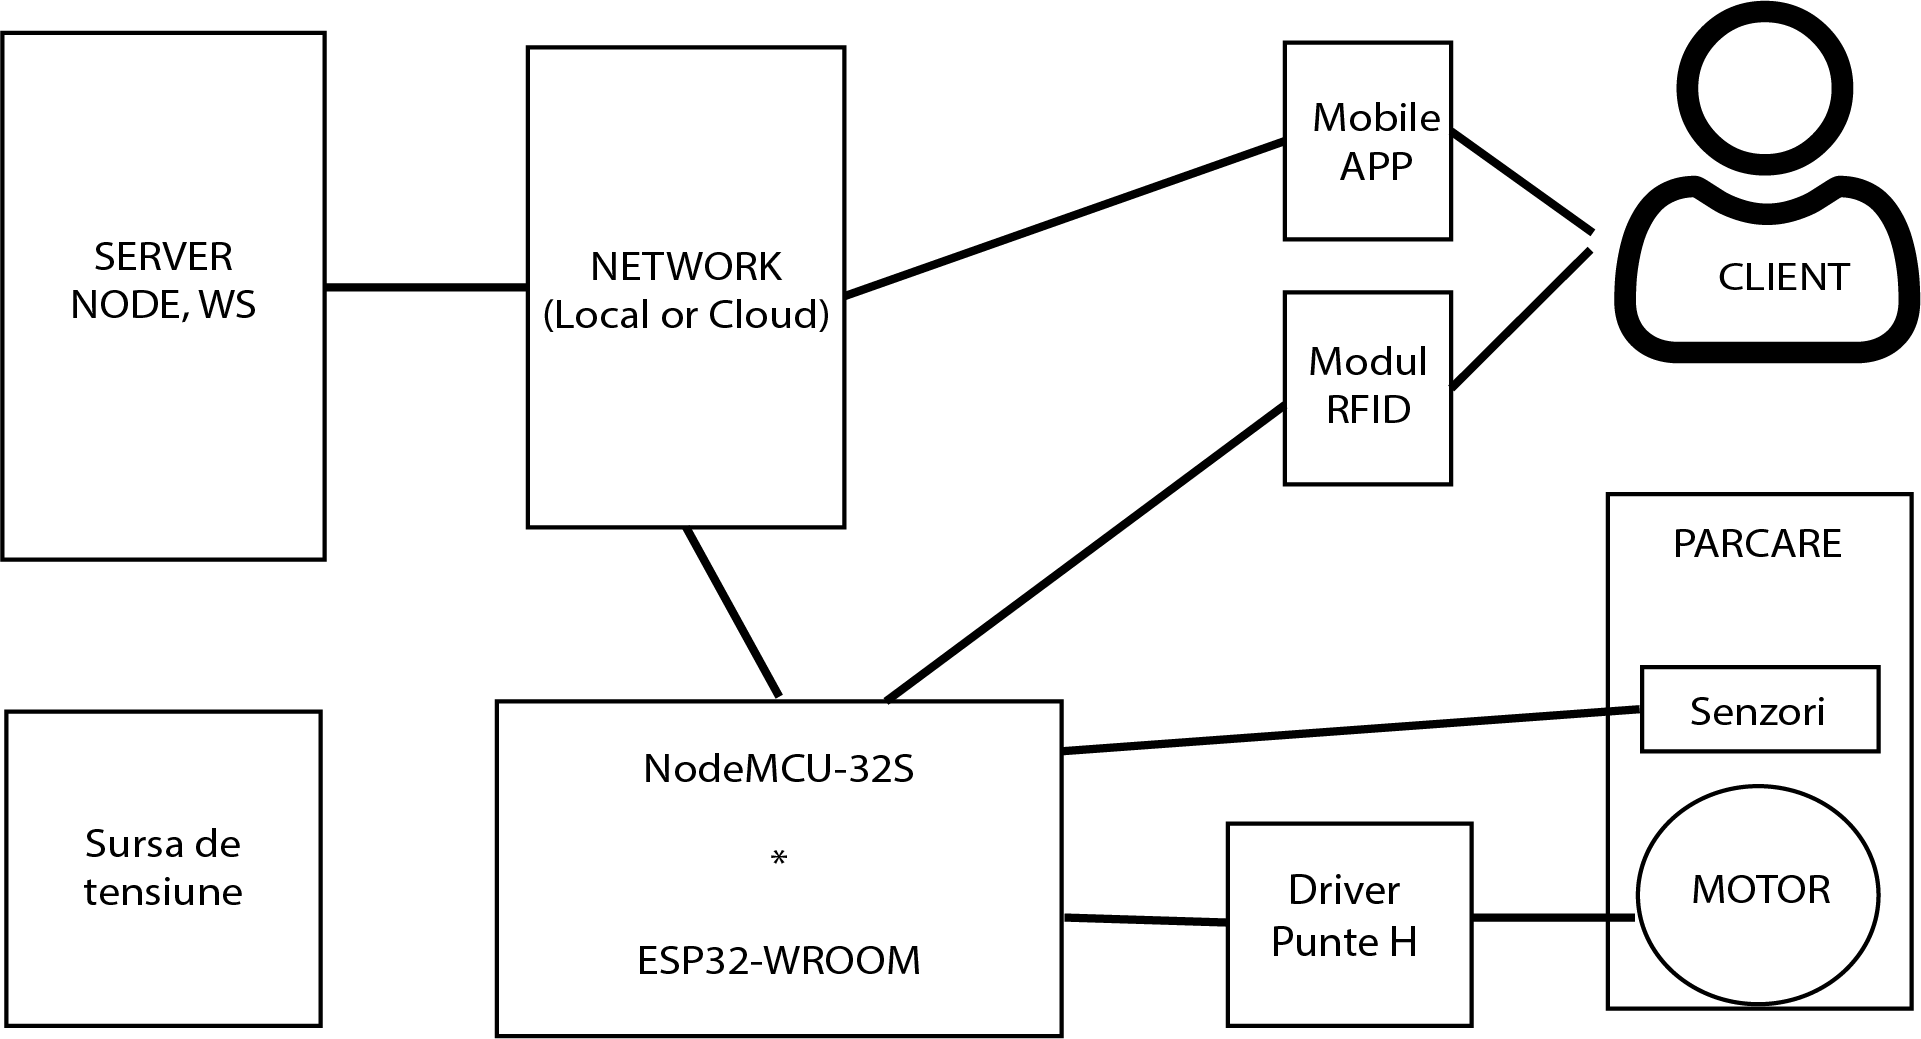 SERVER
NODE, WS
NETWORK
(Local or Cloud)
Mobile
APP
CLIENT
Modul
RFID
PARCARE
Senzori
MOTOR
Sursa de
tensiune
NodeMCU-32S
*
ESP32-WROOM
Driver
Punte H